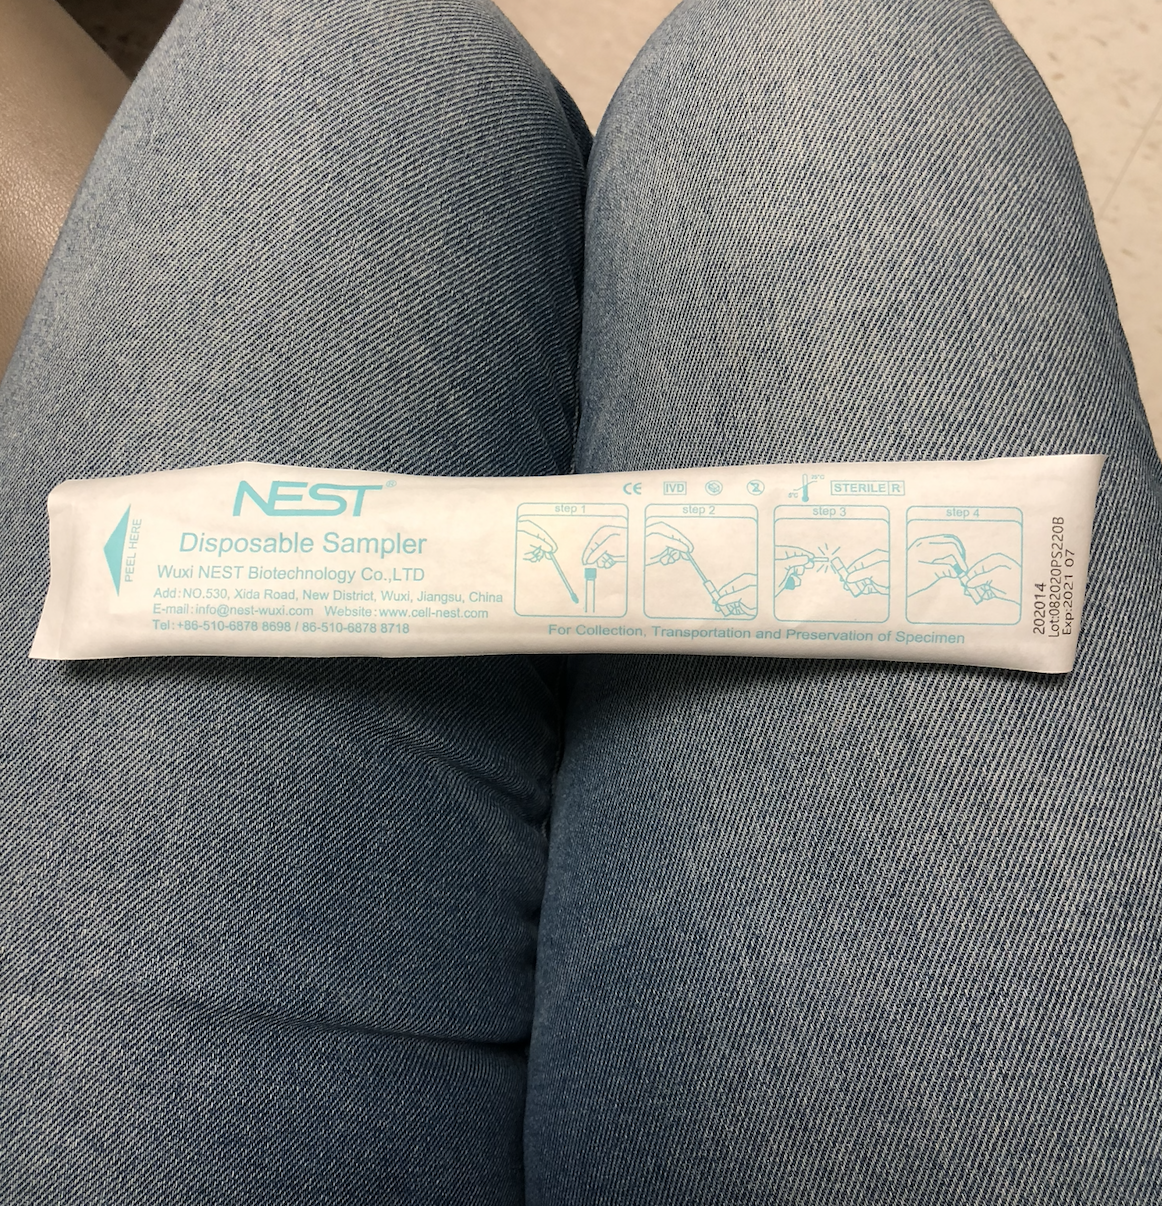 PEEL HERE
NEST®
Disposable Sampler
Wuxi NEST Biotechnology Co.,LTD
Add:NO.530, Xida Road, New District, Wuxi, Jiangsu, China
E-mail:info@nest-wuxi.com Website:www.cell-nest.com
Tel:+86-510-6878 8698 / 86-510-6878 8718
CE IVD 2 STERILE R
step 1 step 2 step 3 step 4
For Collection, Transportation and Preservation of Specimen
202014
Lot:082020PS220B
Exp:2021 07